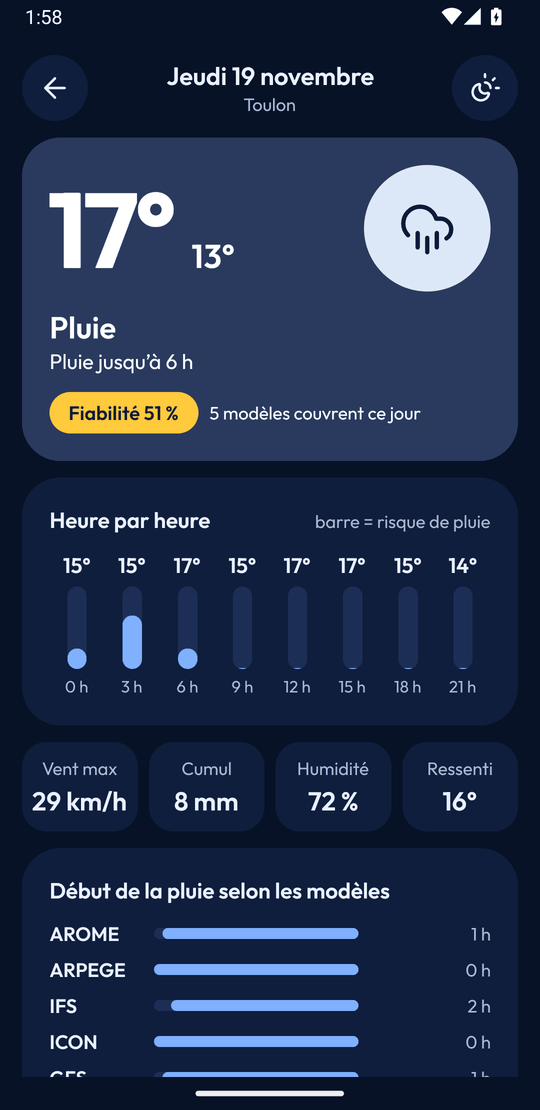 1:58
Jeudi 19 novembre
Toulon
17° 13°
Pluie
Pluie jusqu’à 6 h
Fiabilité 51 % 5 modèles couvrent ce jour
Heure par heure barre = risque de pluie
15° 15° 17° 15° 17° 17° 15° 14°
0 h 3 h 6 h 9 h 12 h 15 h 18 h 21 h
Vent max Cumul Humidité Ressenti
29 km/h 8 mm 72 % 16°
Début de la pluie selon les modèles
AROME 1 h
ARPEGE 0 h
IFS 2 h
ICON 0 h
GFS 1 h